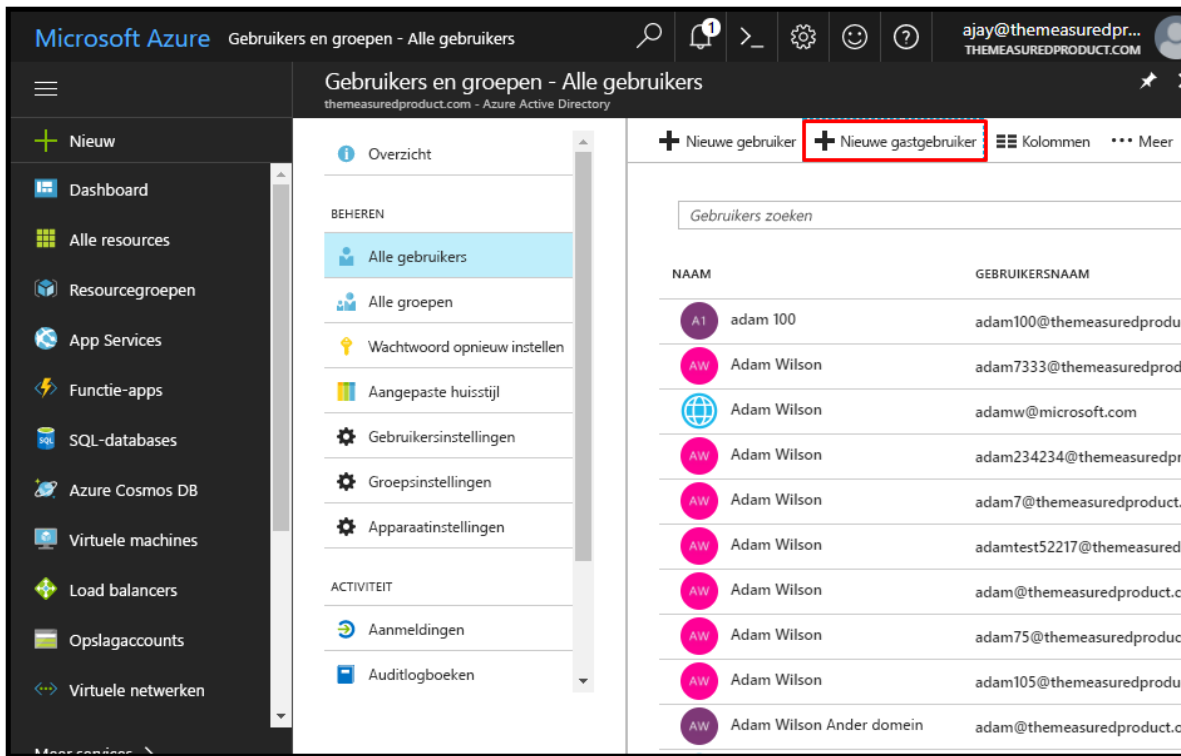 Microsoft Azure Gebruikers en groepen - Alle gebruikers
1
ajay@themeasuredpr...
THEMEASUREDPRODUCT.COM
Gebruikers en groepen - Alle gebruikers
themeasuredproduct.com - Azure Active Directory
Nieuw
Dashboard
Alle resources
Resourcegroepen
App Services
Functie-apps
SQL-databases
Azure Cosmos DB
Virtuele machines
Load balancers
Opslagaccounts
Virtuele netwerken
Meer services
Overzicht
BEHEREN
Alle gebruikers
Alle groepen
Wachtwoord opnieuw instellen
Aangepaste huisstijl
Gebruikersinstellingen
Groepsinstellingen
Apparaatinstellingen
ACTIVITEIT
Aanmeldingen
Auditlogboeken
Nieuwe gebruiker Nieuwe gastgebruiker Kolommen ••• Meer
Gebruikers zoeken
NAAM GEBRUIKERSNAAM
A1 adam 100 adam100@themeasuredprodu
AW Adam Wilson adam7333@themeasuredprod
Adam Wilson adamw@microsoft.com
AW Adam Wilson adam234234@themeasuredpr
AW Adam Wilson adam7@themeasuredproduct.
AW Adam Wilson adamtest52217@themeasured
AW Adam Wilson adam@themeasuredproduct.c
AW Adam Wilson adam75@themeasuredproduc
AW Adam Wilson adam105@themeasuredprodu
AW Adam Wilson Ander domein adam@themeasuredproduct.c